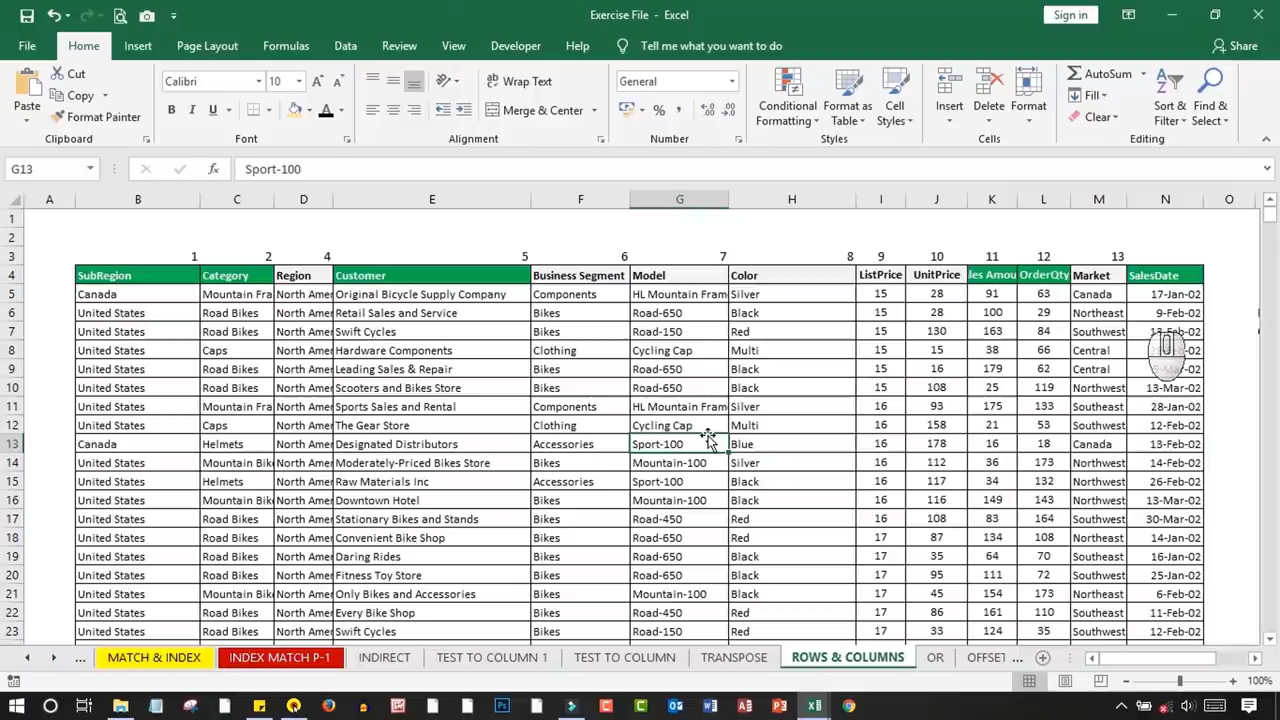 Exercise File - Excel
Sign in
File Home Insert Page Layout Formulas Data Review View Developer Help Tell me what you want to do Share
Paste Cut
Copy
Format Painter
Clipboard
Calibri 10
B I U
Font
Wrap Text
Merge & Center
Alignment
General
Number
Conditional Formatting
Format as Table
Cell Styles
Styles
Insert Delete Format
Cells
AutoSum
Fill
Clear
Sort & Filter
Find & Select
Editing
G13 fx Sport-100
A B C D E F G H I J K L M N O
1
2
3 1 2 4 5 6 7 8 9 10 11 12 13
4 SubRegion Category Region Customer Business Segment Model Color ListPrice UnitPrice les Amou OrderQty Market SalesDate
5 Canada Mountain Fra North Amer Original Bicycle Supply Company Components HL Mountain Fram Silver 15 28 91 63 Canada 17-Jan-02
6 United States Road Bikes North Amer Retail Sales and Service Bikes Road-650 Black 15 28 100 29 Northeast 9-Feb-02
7 United States Road Bikes North Amer Swift Cycles Bikes Road-150 Red 15 130 163 84 Southwest
8 United States Caps North Amer Hardware Components Clothing Cycling Cap Multi 15 15 38 66 Central
9 United States Road Bikes North Amer Leading Sales & Repair Bikes Road-650 Black 15 16 179 62 Central
10 United States Road Bikes North Amer Scooters and Bikes Store Bikes Road-650 Black 15 108 25 119 Northwest 13-Mar-02
11 United States Mountain Fra North Amer Sports Sales and Rental Components HL Mountain Fram Silver 16 93 175 133 Southeast 28-Jan-02
12 United States Caps North Amer The Gear Store Clothing Cycling Cap Multi 16 158 21 53 Southwest 12-Feb-02
13 Canada Helmets North Amer Designated Distributors Accessories Sport-100 Blue 16 178 16 18 Canada 13-Feb-02
14 United States Mountain Bik North Amer Moderately-Priced Bikes Store Bikes Mountain-100 Silver 16 112 36 173 Northwest 14-Feb-02
15 United States Helmets North Amer Raw Materials Inc Accessories Sport-100 Black 16 117 34 132 Northwest 26-Feb-02
16 United States Mountain Bik North Amer Downtown Hotel Bikes Mountain-100 Black 16 116 149 143 Northwest 13-Mar-02
17 United States Road Bikes North Amer Stationary Bikes and Stands Bikes Road-450 Red 16 108 83 164 Southwest 30-Mar-02
18 United States Road Bikes North Amer Convenient Bike Shop Bikes Road-650 Red 17 87 134 108 Northwest 14-Jan-02
19 United States Road Bikes North Amer Daring Rides Bikes Road-650 Black 17 35 64 70 Southeast 16-Jan-02
20 United States Road Bikes North Amer Fitness Toy Store Bikes Road-650 Black 17 95 111 72 Southwest 25-Jan-02
21 United States Mountain Bik North Amer Only Bikes and Accessories Bikes Mountain-100 Black 17 45 154 173 Northeast 6-Feb-02
22 United States Road Bikes North Amer Every Bike Shop Bikes Road-450 Red 17 86 161 110 Southeast 11-Feb-02
23 United States Road Bikes North Amer Swift Cycles Bikes Road-150 Red 17 33 124 35 Southwest 12-Feb-02
... MATCH & INDEX INDEX MATCH P-1 INDIRECT TEST TO COLUMN 1 TEST TO COLUMN TRANSPOSE ROWS & COLUMNS OR OFFSET ...
100%